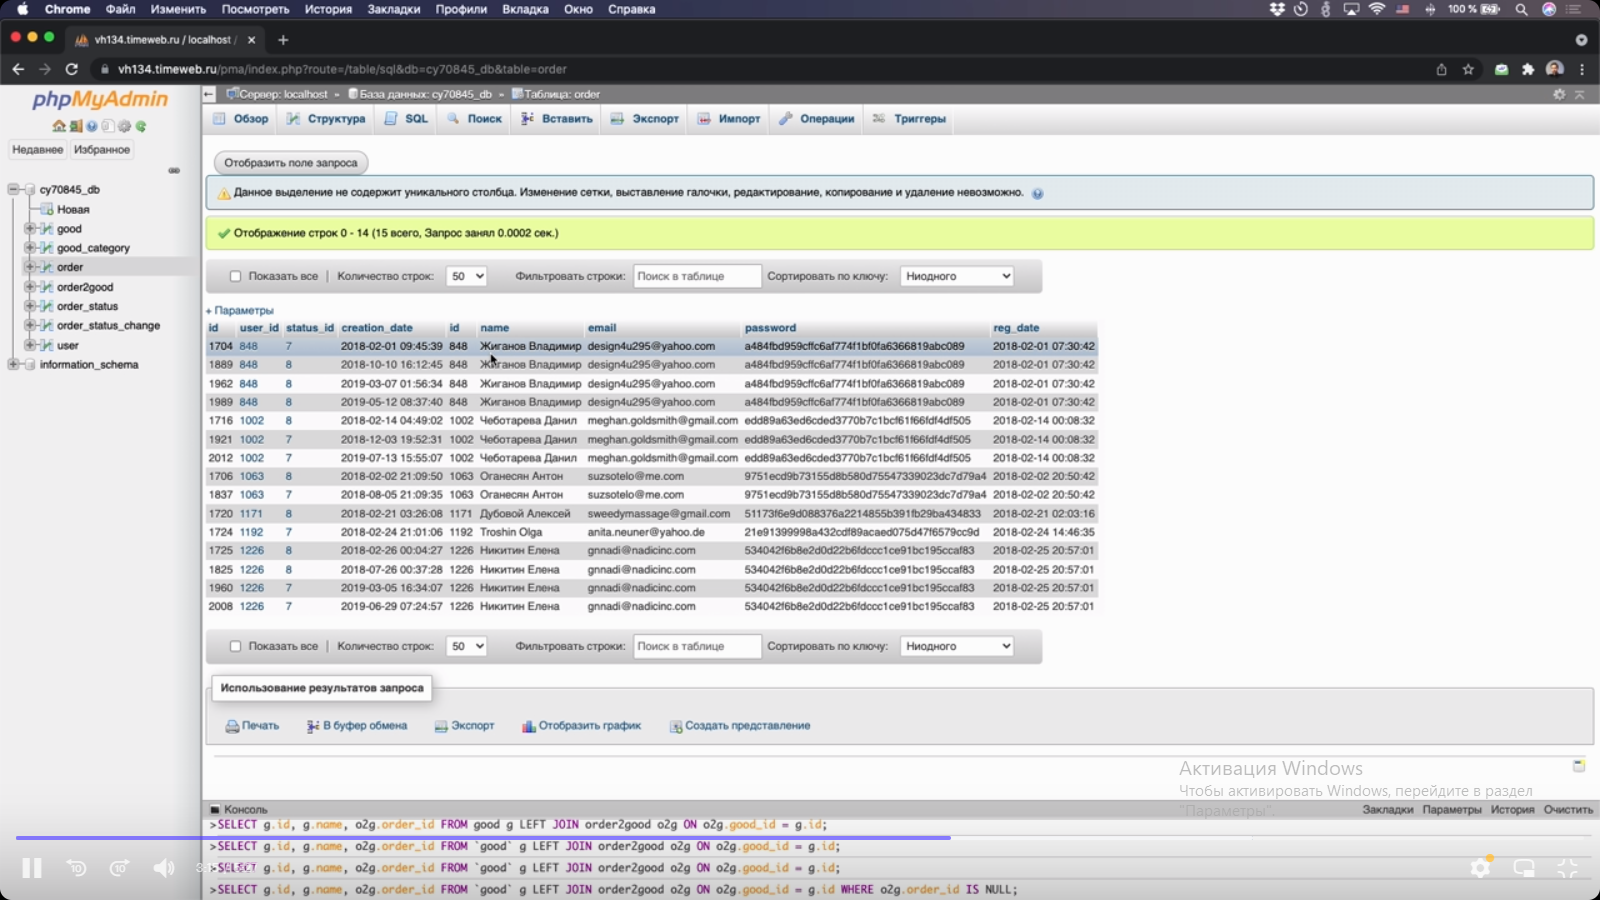 Chrome Файл Изменить Посмотреть История Закладки Профили Вкладка Окно Справка 100 %
vh134.timeweb.ru / localhost /
vh134.timeweb.ru/pma/index.php?route=/table/sql&db=cy70845_db&table=order
phpMyAdmin
Недавнее Избранное
cy70845_db
Новая
good
good_category
order
order2good
order_status
order_status_change
user
information_schema
Сервер: localhost » База данных: cy70845_db » Таблица: order
Обзор Структура SQL Поиск Вставить Экспорт Импорт Операции Триггеры
Отобразить поле запроса
Данное выделение не содержит уникального столбца. Изменение сетки, выставление галочки, редактирование, копирование и удаление невозможно.
Отображение строк 0 - 14 (15 всего, Запрос занял 0.0002 сек.)
Показать все | Количество строк: 50 Фильтровать строки: Поиск в таблице Сортировать по ключу: Ниодного
+ Параметры
id user_id status_id creation_date id name email password reg_date
1704 848 7 2018-02-01 09:45:39 848 Жиганов Владимир design4u295@yahoo.com a484fbd959cffc6af774f1bf0fa6366819abc089 2018-02-01 07:30:42
1889 848 8 2018-10-10 16:12:45 848 Жиганов Владимир design4u295@yahoo.com a484fbd959cffc6af774f1bf0fa6366819abc089 2018-02-01 07:30:42
1962 848 8 2019-03-07 01:56:34 848 Жиганов Владимир design4u295@yahoo.com a484fbd959cffc6af774f1bf0fa6366819abc089 2018-02-01 07:30:42
1989 848 8 2019-05-12 08:37:40 848 Жиганов Владимир design4u295@yahoo.com a484fbd959cffc6af774f1bf0fa6366819abc089 2018-02-01 07:30:42
1716 1002 8 2018-02-14 04:49:02 1002 Чеботарева Данил meghan.goldsmith@gmail.com edd89a63ed6cded3770b7c1bcf61f66fdf4df505 2018-02-14 00:08:32
1921 1002 7 2018-12-03 19:52:31 1002 Чеботарева Данил meghan.goldsmith@gmail.com edd89a63ed6cded3770b7c1bcf61f66fdf4df505 2018-02-14 00:08:32
2012 1002 7 2019-07-13 15:55:07 1002 Чеботарева Данил meghan.goldsmith@gmail.com edd89a63ed6cded3770b7c1bcf61f66fdf4df505 2018-02-14 00:08:32
1706 1063 8 2018-02-02 21:09:50 1063 Оганесян Антон suzsotelo@me.com 9751ecd9b73155d8b580d75547339023dc7d79a4 2018-02-02 20:50:42
1837 1063 7 2018-08-05 21:09:35 1063 Оганесян Антон suzsotelo@me.com 9751ecd9b73155d8b580d75547339023dc7d79a4 2018-02-02 20:50:42
1720 1171 8 2018-02-21 03:26:08 1171 Дубовой Алексей sweedymassage@gmail.com 51173f6e9d088376a2214855b391fb29ba434833 2018-02-21 02:03:16
1724 1192 7 2018-02-24 21:01:06 1192 Troshin Olga anita.neuner@yahoo.de 21e91399998a432cdf89acaed075d47f6579cc9d 2018-02-24 14:46:35
1725 1226 8 2018-02-26 00:04:27 1226 Никитин Елена gnnadi@nadicinc.com 534042f6b8e2d0d22b6fdccc1ce91bc195ccaf83 2018-02-25 20:57:01
1825 1226 8 2018-07-26 00:37:28 1226 Никитин Елена gnnadi@nadicinc.com 534042f6b8e2d0d22b6fdccc1ce91bc195ccaf83 2018-02-25 20:57:01
1960 1226 7 2019-03-05 16:34:07 1226 Никитин Елена gnnadi@nadicinc.com 534042f6b8e2d0d22b6fdccc1ce91bc195ccaf83 2018-02-25 20:57:01
2008 1226 7 2019-06-29 07:24:57 1226 Никитин Елена gnnadi@nadicinc.com 534042f6b8e2d0d22b6fdccc1ce91bc195ccaf83 2018-02-25 20:57:01
Показать все | Количество строк: 50 Фильтровать строки: Поиск в таблице Сортировать по ключу: Ниодного
Использование результатов запроса
Печать В буфер обмена Экспорт Отобразить график Создать представление
Активация Windows
Чтобы активировать Windows, перейдите в раздел
"Параметры".
Консоль Закладки Параметры История Очистить
>SELECT g.id, g.name, o2g.order_id FROM good g LEFT JOIN order2good o2g ON o2g.good_id = g.id;
>SELECT g.id, g.name, o2g.order_id FROM `good` g LEFT JOIN order2good o2g ON o2g.good_id = g.id;
>SELECT g.id, g.name, o2g.order_id FROM `good` g LEFT JOIN order2good o2g ON o2g.good_id = g.id;
>SELECT g.id, g.name, o2g.order_id FROM `good` g LEFT JOIN order2good o2g ON o2g.good_id = g.id WHERE o2g.order_id IS NULL;
10 10